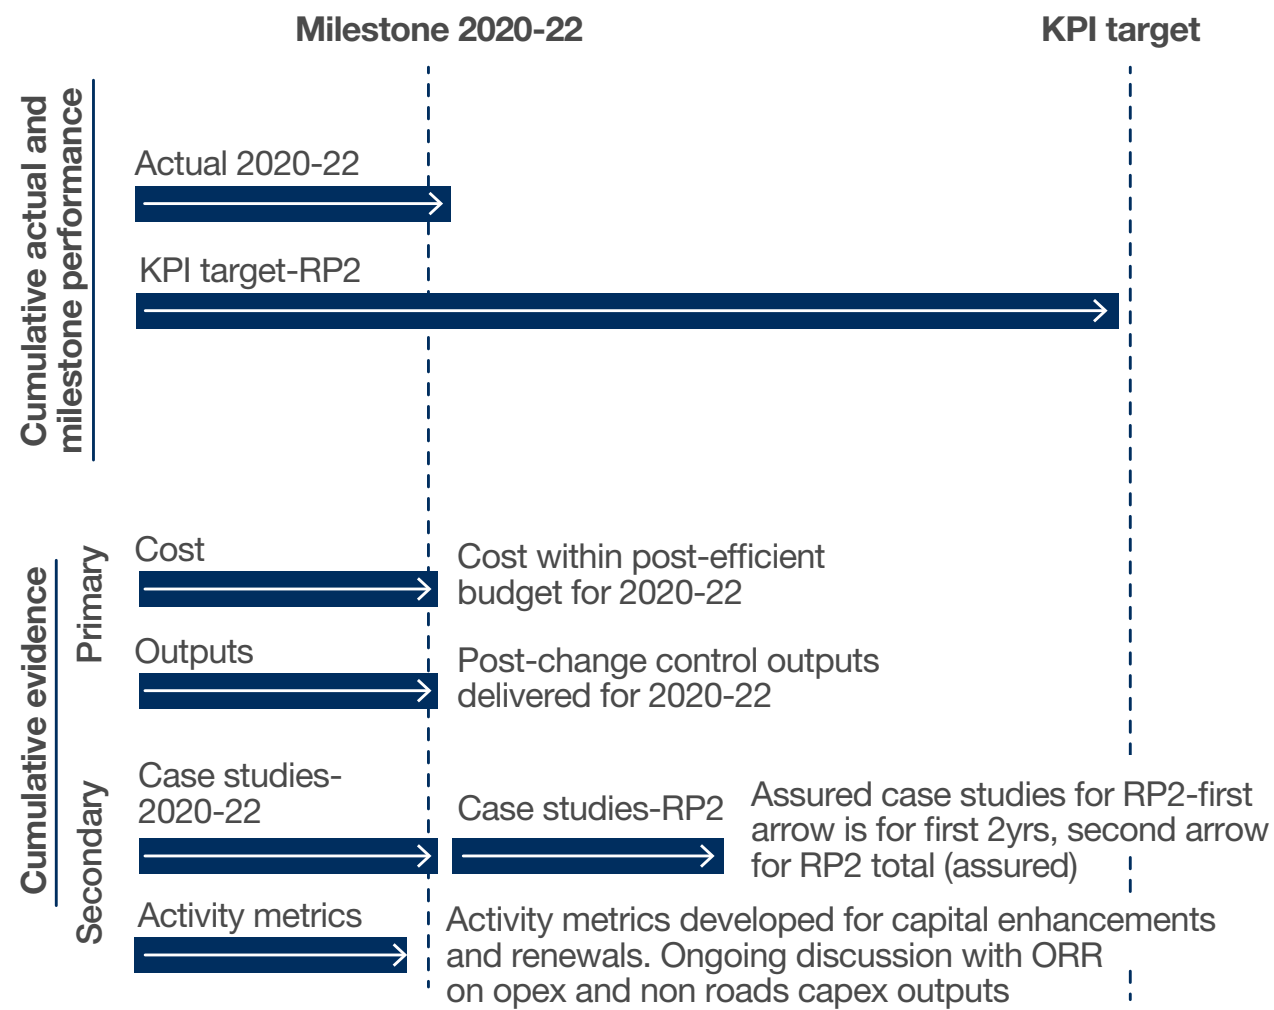 Milestone 2020-22
KPI target
Cumulative actual and
milestone performance
Actual 2020-22
KPI target-RP2
Cumulative evidence
Primary
Cost
Cost within post-efficient
budget for 2020-22
Outputs
Post-change control outputs
delivered for 2020-22
Secondary
Case studies-
2020-22
Case studies-RP2
Assured case studies for RP2-first
arrow is for first 2yrs, second arrow
for RP2 total (assured)
Activity metrics
Activity metrics developed for capital enhancements
and renewals. Ongoing discussion with ORR
on opex and non roads capex outputs